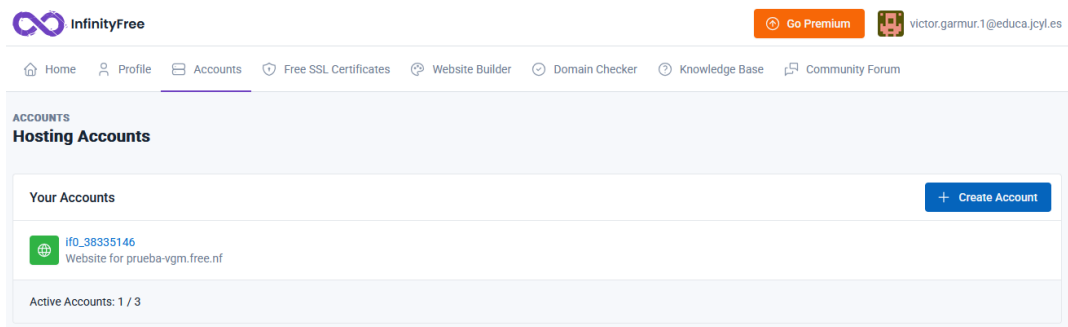 InfinityFree
Go Premium
victor.garmur.1@educa.jcyl.es
Home Profile Accounts Free SSL Certificates Website Builder Domain Checker Knowledge Base Community Forum
ACCOUNTS
Hosting Accounts
Your Accounts
Create Account
if0_38335146
Website for prueba-vgm.free.nf
Active Accounts: 1 / 3